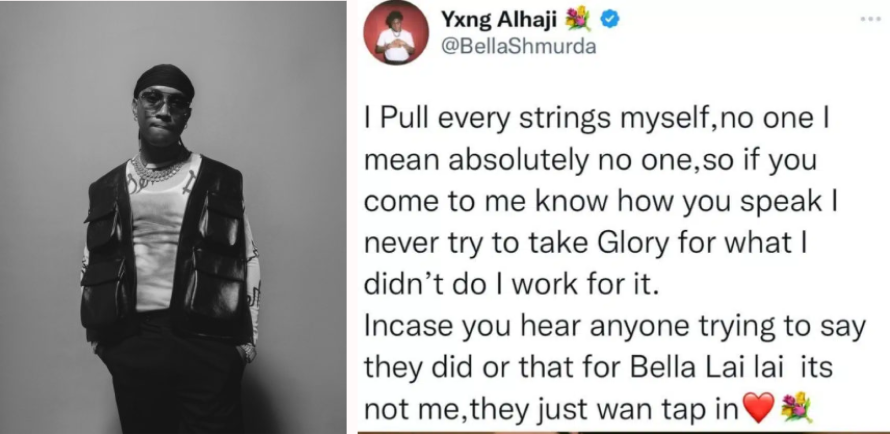 Yxng Alhaji 💐
@BellaShmurda
I Pull every strings myself,no one I
mean absolutely no one,so if you
come to me know how you speak I
never try to take Glory for what I
didn't do I work for it.
Incase you hear anyone trying to say
they did or that for Bella Lai lai its
not me,they just wan tap in❤️💐